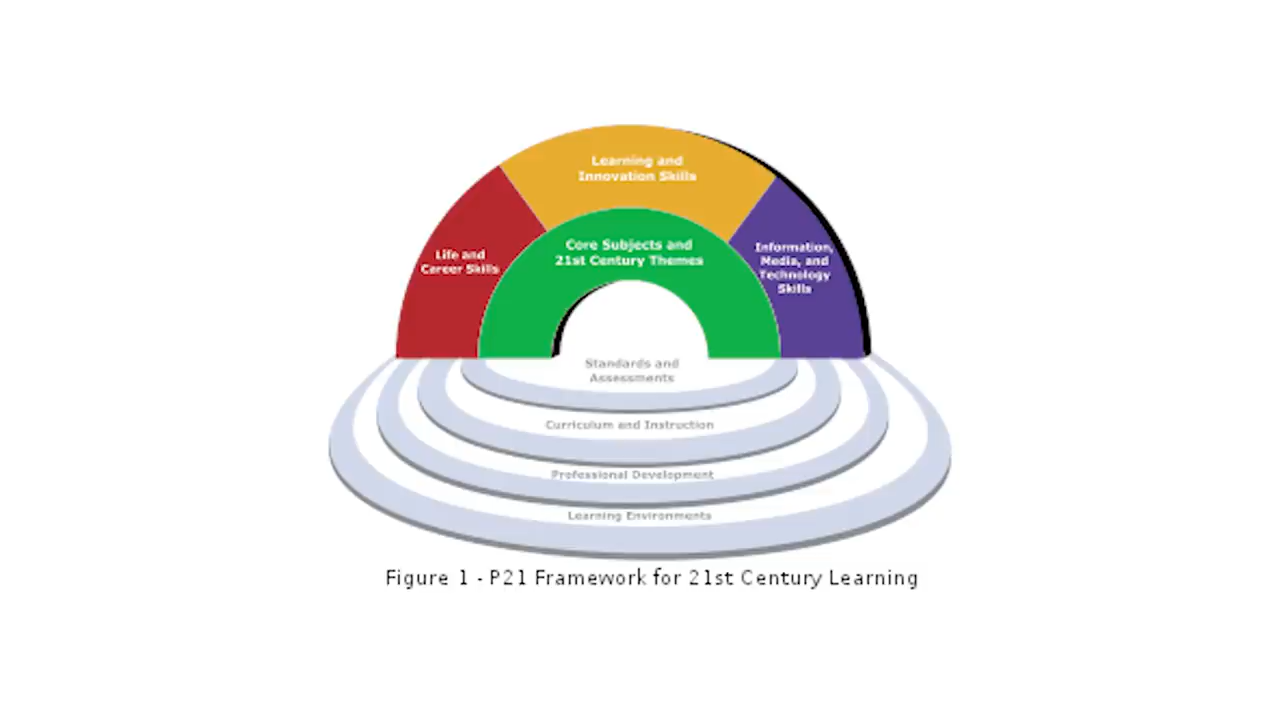 Learning and
Innovation Skills
Core Subjects and
21st Century Themes
Life and
Career Skills
Information,
Media, and
Technology
Skills
Standards and
Assessments
Curriculum and Instruction
Professional Development
Learning Environments
Figure 1 - P21 Framework for 21st Century Learning